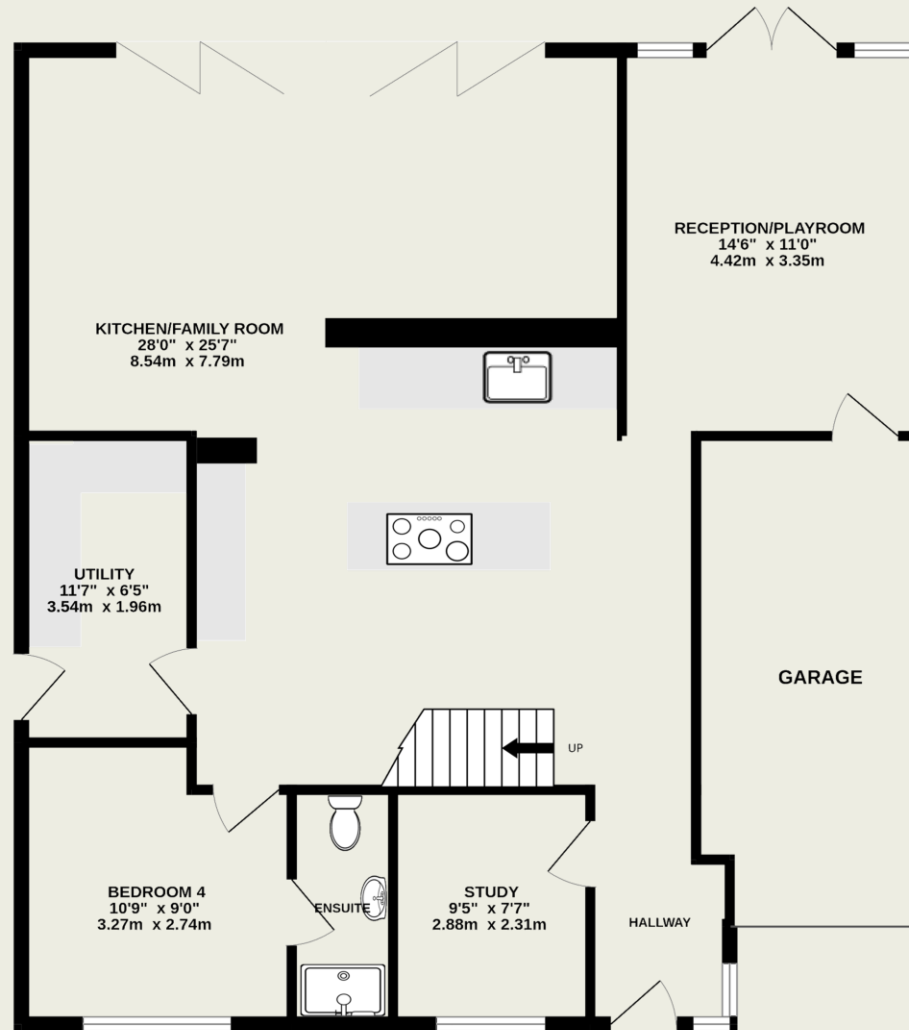 RECEPTION/PLAYROOM
14'6" x 11'0"
4.42m x 3.35m
KITCHEN/FAMILY ROOM
28'0" x 25'7"
8.54m x 7.79m
UTILITY
11'7" x 6'5"
3.54m x 1.96m
GARAGE
UP
BEDROOM 4
10'9" x 9'0"
3.27m x 2.74m
ENSUITE
STUDY
9'5" x 7'7"
2.88m x 2.31m
HALLWAY